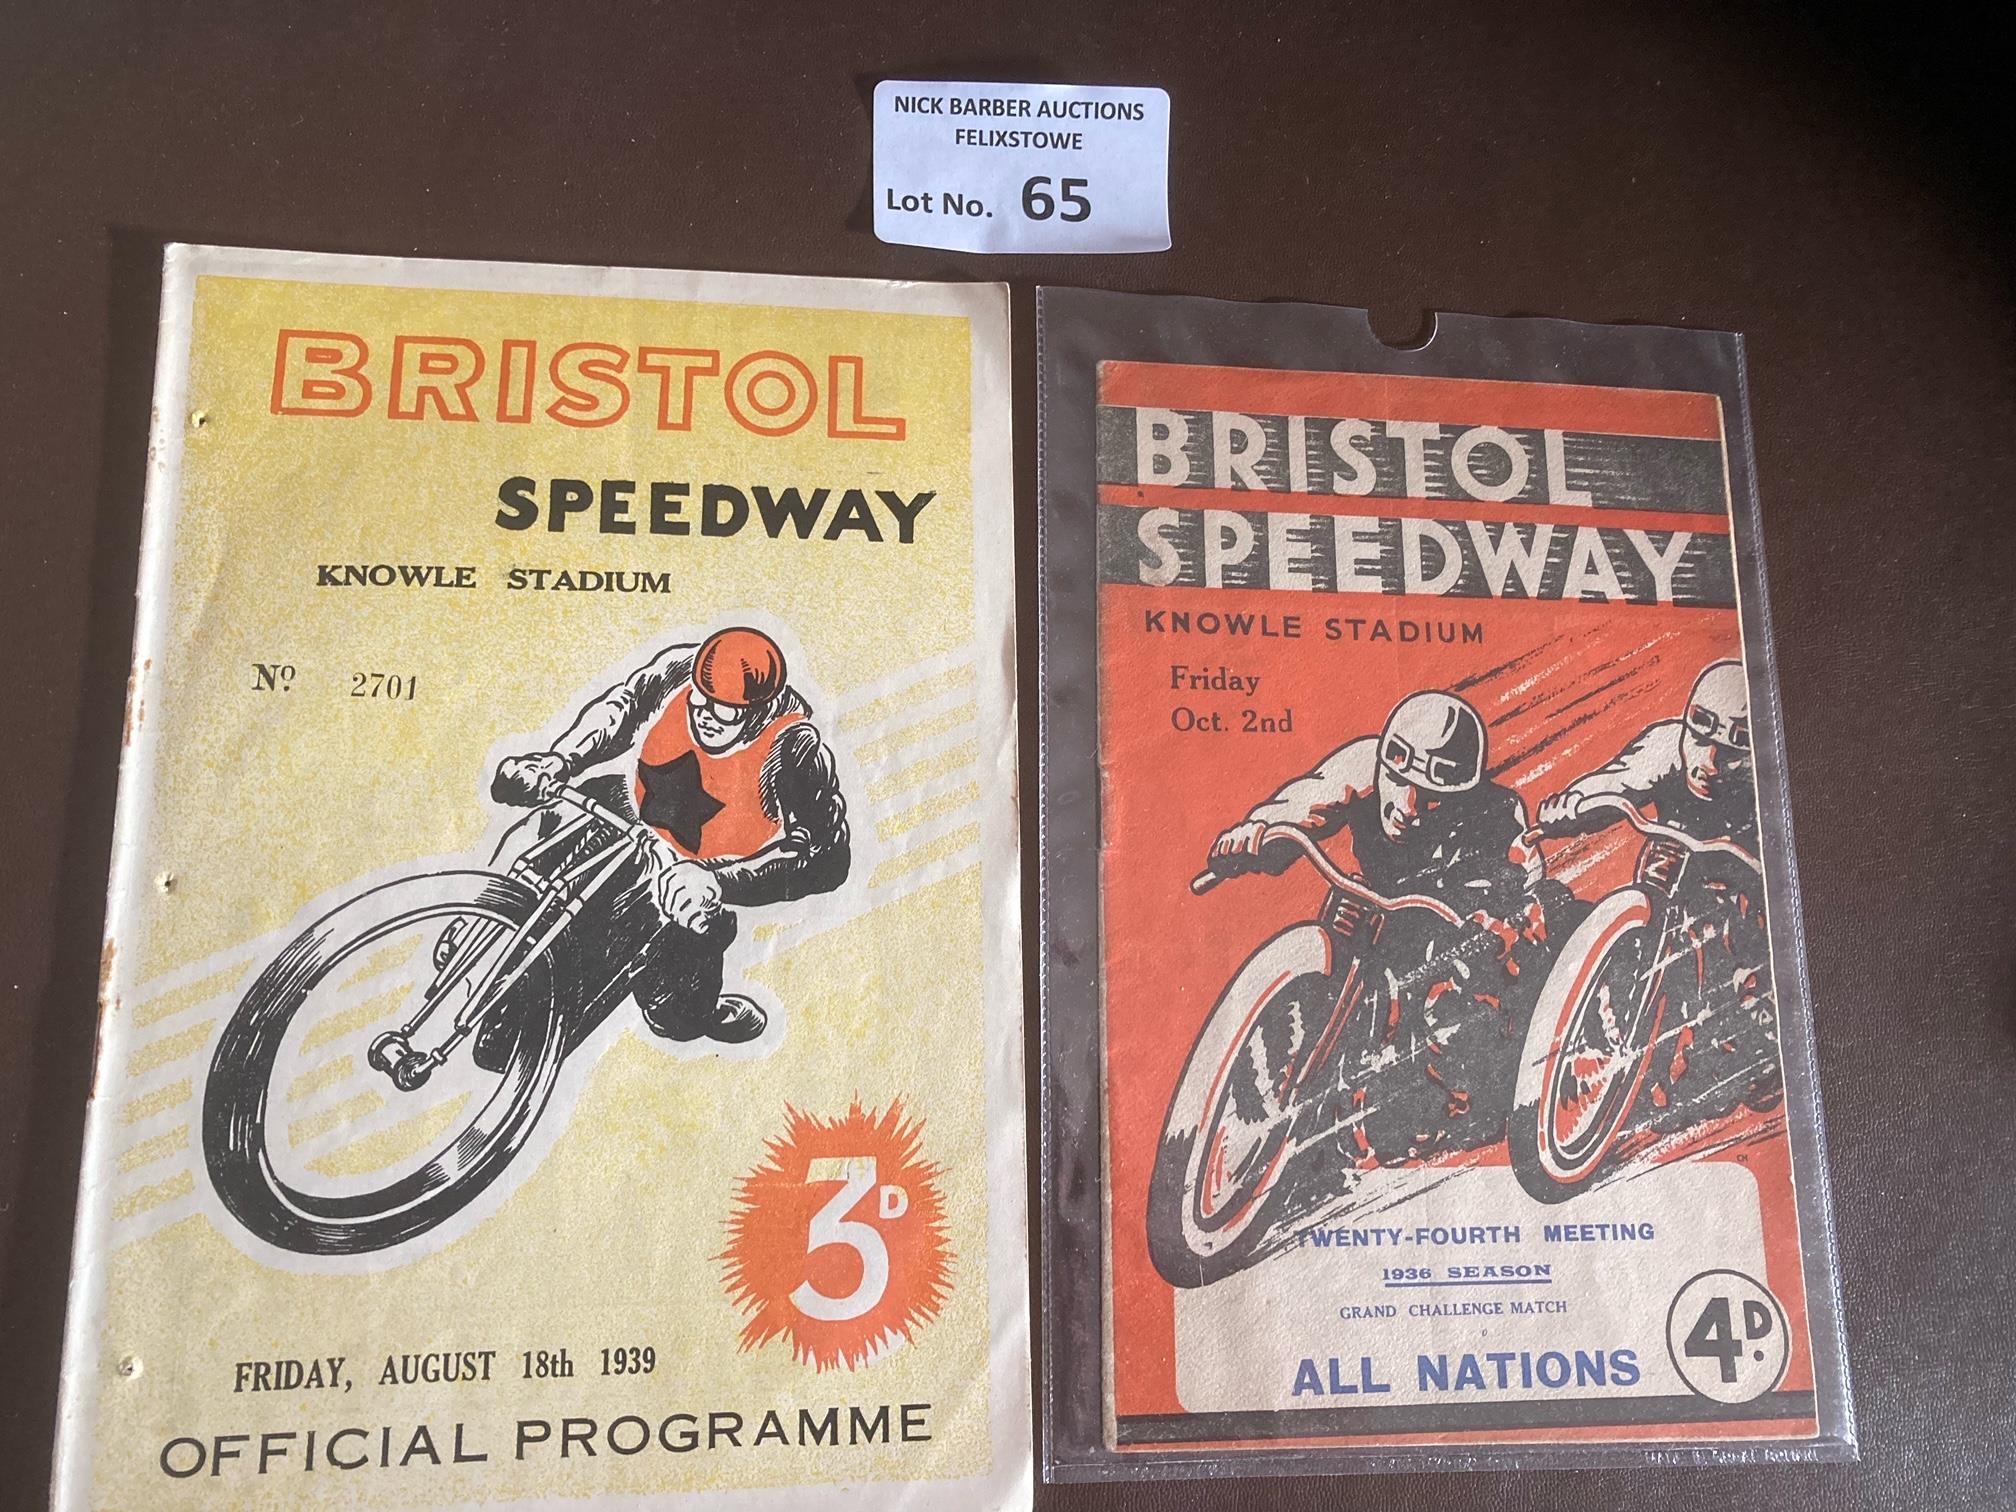 NICK BARBER AUCTIONS
FELIXSTOWE
Lot No. 65
BRISTOL
SPEEDWAY
KNOWLE STADIUM
No. 2701
3D
FRIDAY, AUGUST 18th 1939
OFFICIAL PROGRAMME
BRISTOL
SPEEDWAY
KNOWLE STADIUM
Friday
Oct. 2nd
CH
TWENTY-FOURTH MEETING
1936 SEASON
GRAND CHALLENGE MATCH
v
ALL NATIONS
4D.